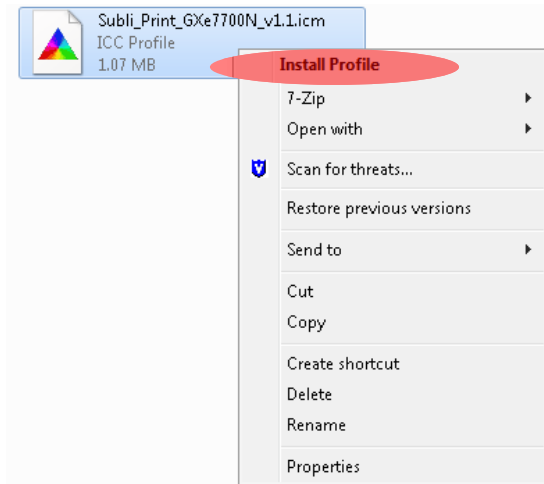 Subli_Print_GXe7700N_v1.1.icm
ICC Profile
1.07 MB
Install Profile
7-Zip
Open with
Scan for threats...
Restore previous versions
Send to
Cut
Copy
Create shortcut
Delete
Rename
Properties